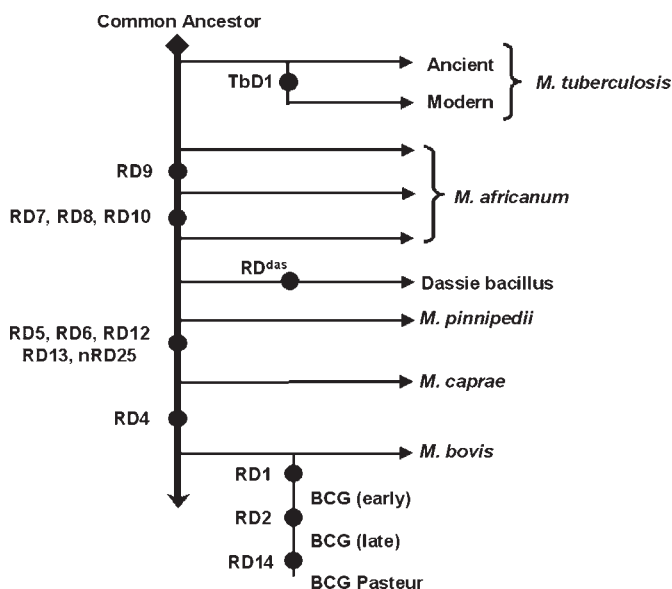 Common Ancestor
Ancient
TbD1
M. tuberculosis
Modern
RD9
M. africanum
RD7, RD8, RD10
RDdas
Dassie bacillus
M. pinnipedii
RD5, RD6, RD12
RD13, nRD25
M. caprae
RD4
M. bovis
RD1
BCG (early)
RD2
BCG (late)
RD14
BCG Pasteur